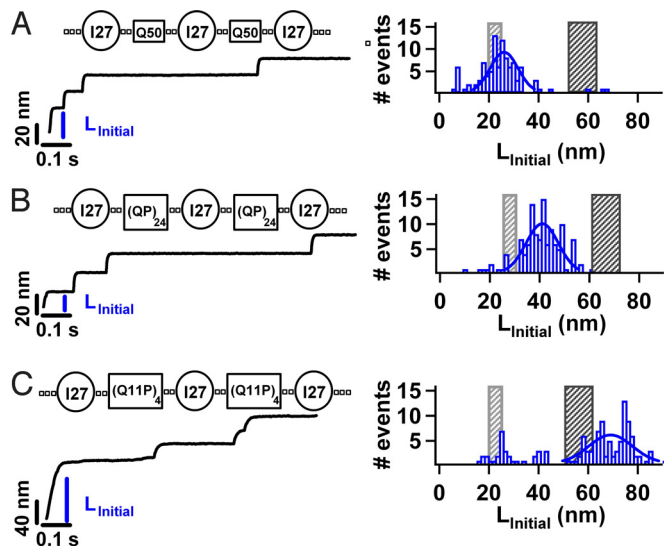 A
I27 Q50 I27 Q50 I27
20 nm
L Initial
0.1 s
# events
15
10
5
0 20 40 60 80
L Initial (nm)
B
I27 (QP)24 I27 (QP)24 I27
20 nm
L Initial
0.1 s
# events
15
10
5
0 20 40 60 80
L Initial (nm)
C
I27 (Q11P)4 I27 (Q11P)4 I27
40 nm
L Initial
0.1 s
# events
15
10
5
0 20 40 60 80
L Initial (nm)